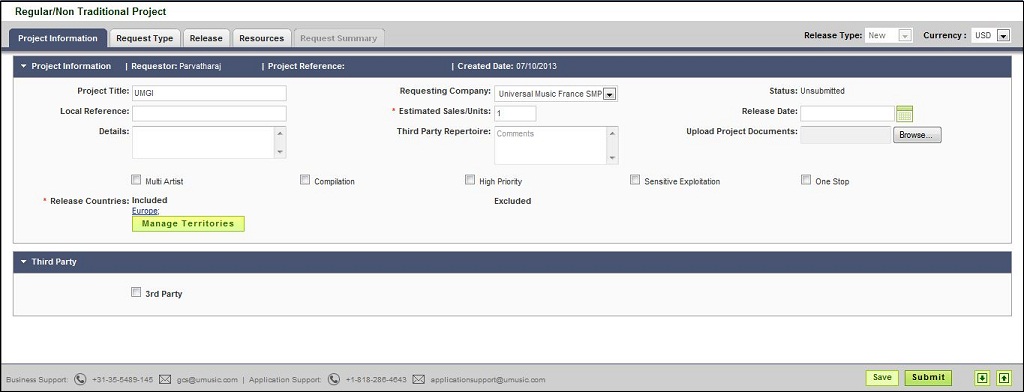 Regular/Non Traditional Project
Project Information Request Type Release Resources Request Summary Release Type: New Currency : USD
Project Information | Requestor: Parvatharaj | Project Reference: | Created Date: 07/10/2013
Project Title: UMGI Requesting Company: Universal Music France SMP Status: Unsubmitted
Local Reference: * Estimated Sales/Units: 1 Release Date:
Details: Third Party Repertoire: Comments Upload Project Documents: Browse...
Multi Artist Compilation High Priority Sensitive Exploitation One Stop
* Release Countries: Included Excluded
Europe;
Manage Territories
Third Party
3rd Party
Business Support: +31-35-5489-145 gcs@umusic.com | Application Support: +1-818-286-4643 applicationsupport@umusic.com Save Submit